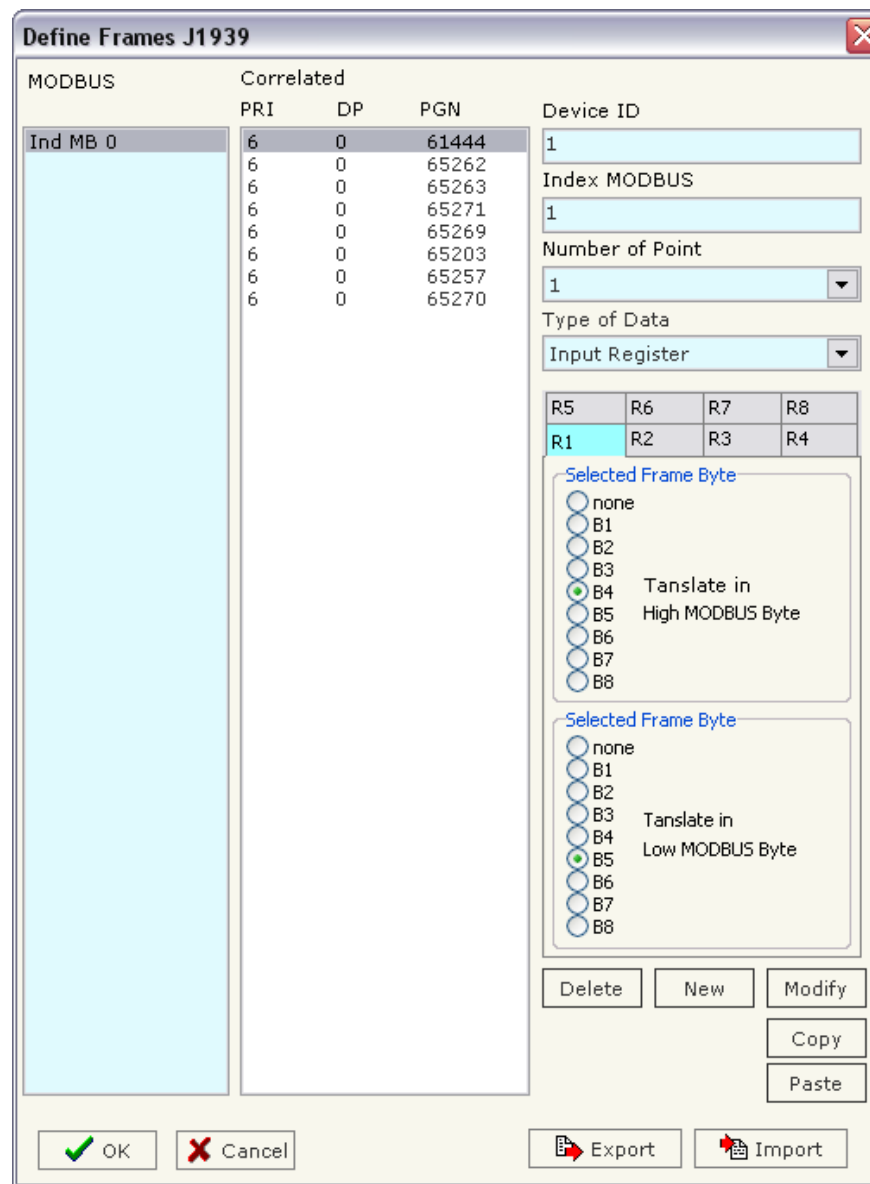 Define Frames J1939
MODBUS
Correlated
PRI DP PGN
Ind MB 0
6 0 61444
6 0 65262
6 0 65263
6 0 65271
6 0 65269
6 0 65203
6 0 65257
6 0 65270
Device ID
1
Index MODBUS
1
Number of Point
1
Type of Data
Input Register
R5 R6 R7 R8
R1 R2 R3 R4
Selected Frame Byte
none
B1
B2
B3
B4
B5
B6
B7
B8
Tanslate in
High MODBUS Byte
Selected Frame Byte
none
B1
B2
B3
B4
B5
B6
B7
B8
Tanslate in
Low MODBUS Byte
Delete New Modify
Copy
Paste
OK Cancel Export Import